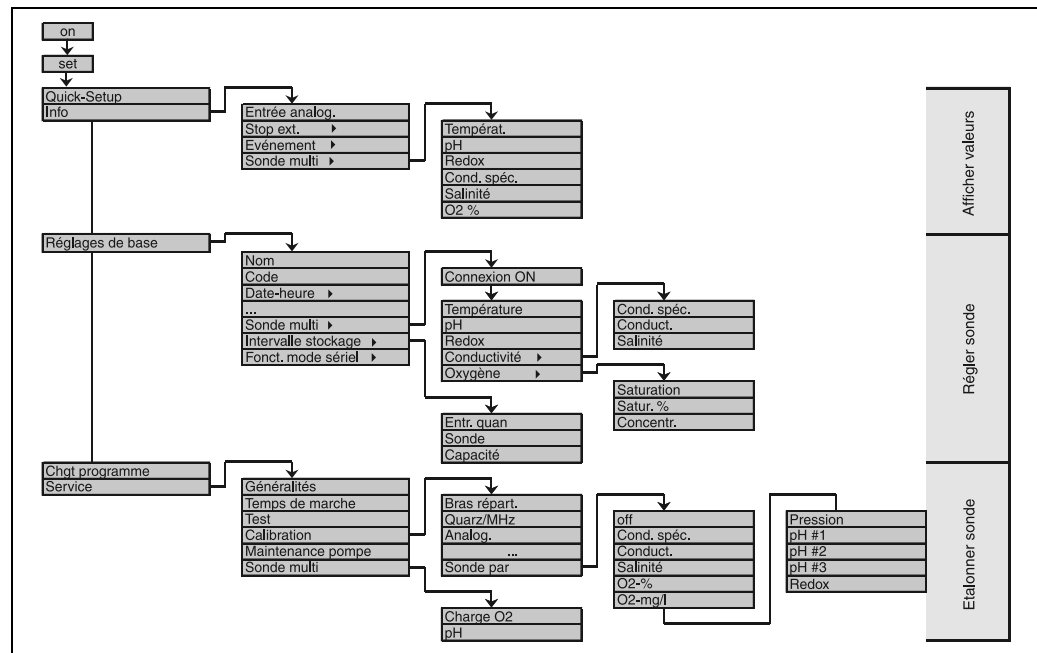 on
set
Quick-Setup
Info
Entrée analog.
Stop ext.
Evénement
Sonde multi
Températ.
pH
Redox
Cond. spéc.
Salinité
O2 %
Afficher valeurs
Réglages de base
Nom
Code
Date-heure
...
Sonde multi
Intervalle stockage
Fonct. mode sériel
Connexion ON
Température
pH
Redox
Conductivité
Oxygène
Cond. spéc.
Conduct.
Salinité
Saturation
Satur. %
Concentr.
Entr. quan
Sonde
Capacité
Régler sonde
Chgt programme
Service
Généralités
Temps de marche
Test
Calibration
Maintenance pompe
Sonde multi
Bras répart.
Quarz/MHz
Analog.
...
Sonde par
Charge O2
pH
off
Cond. spéc.
Conduct.
Salinité
O2-%
O2-mg/l
Pression
pH #1
pH #2
pH #3
Redox
Etalonner sonde